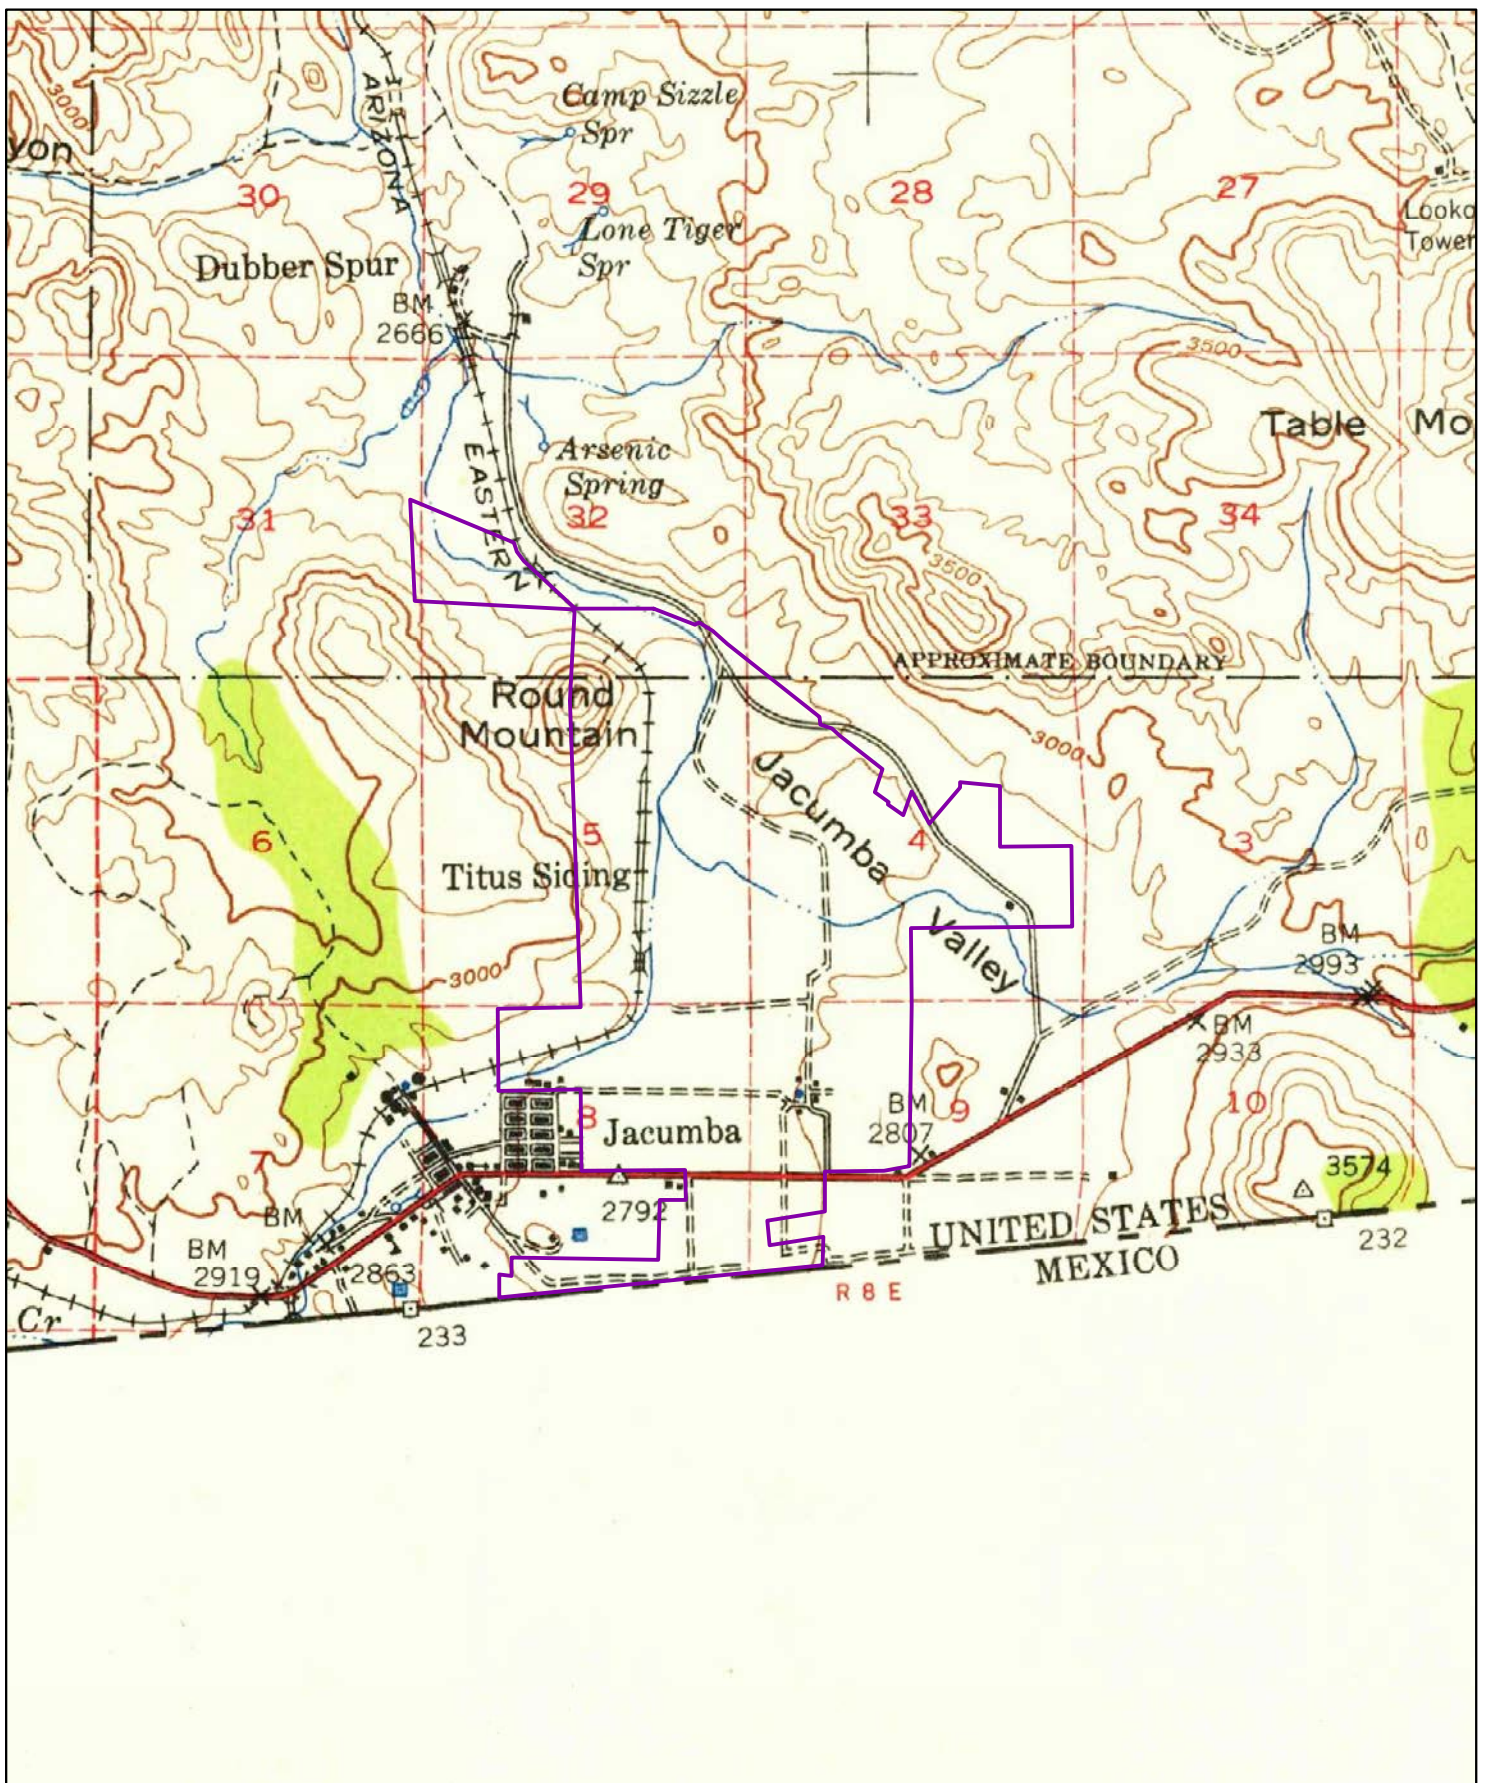 3000
ARIZONA
Camp Sizzle
Spr
yon
30
29
28
27
Looko
Tower
Lone Tiger
Spr
Dubber Spur
BM
2666
3500
Table Mo
EASTERN
Arsenic
Spring
31
32
33
34
3500
APPROXIMATE BOUNDARY
Round
Mountain
3000
Jacumba
Valley
6
5
4
3
Titus Siding
BM
2993
3000
BM
2933
BM
2807
8
9
10
Jacumba
7
3574
2792
BM
UNITED STATES
MEXICO
232
BM
2919
2863
R 8 E
Cr
233